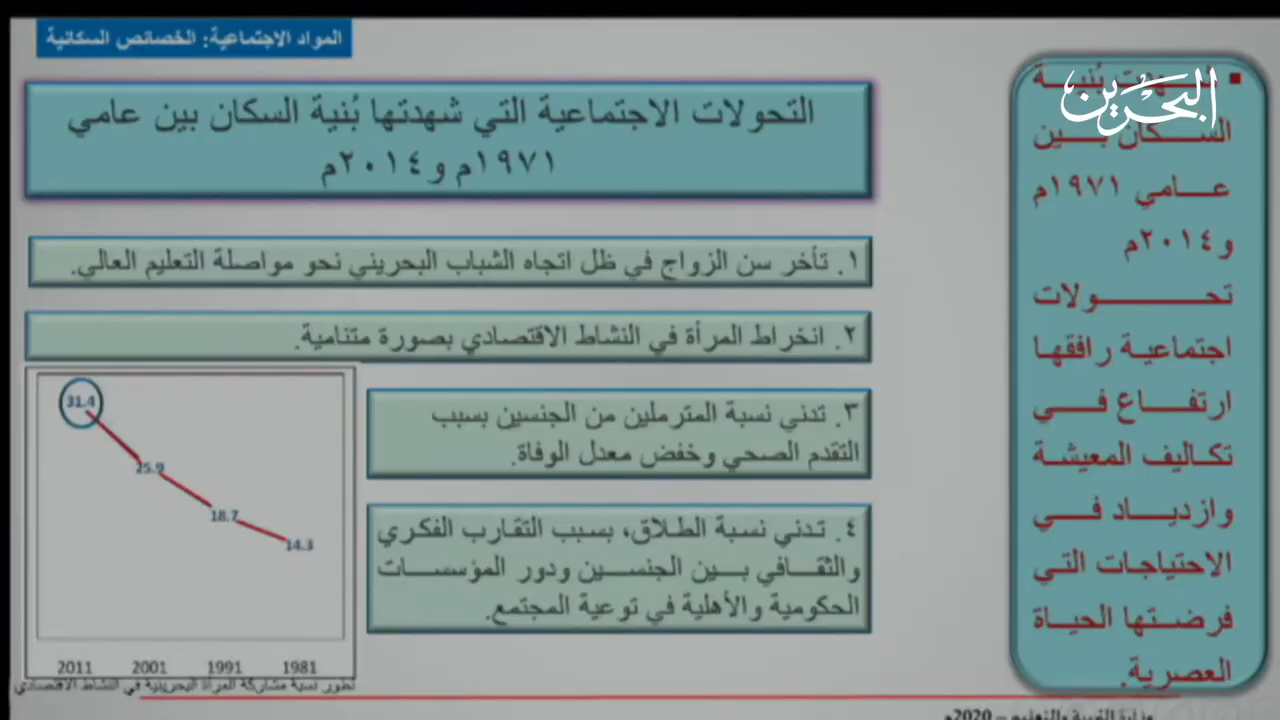 المواد الاجتماعية: الخصائص السكانية
البحرين
التحولات الاجتماعية التي شهدتها بُنية السكان بين عامي
١٩٧١م و٢٠١٤م
شهدت بُنية
السكان بين
عامي ١٩٧١م
و٢٠١٤م
تحولات
اجتماعية رافقها
ارتفاع في
تكاليف المعيشة
وازدياد في
الاحتياجات التي
فرضتها الحياة
العصرية.
١. تأخر سن الزواج في ظل اتجاه الشباب البحريني نحو مواصلة التعليم العالي.
٢. انخراط المرأة في النشاط الاقتصادي بصورة متنامية.
٣. تدني نسبة المترملين من الجنسين بسبب
التقدم الصحي وخفض معدل الوفاة.
٤. تدني نسبة الطلاق، بسبب التقارب الفكري
والثقافي بين الجنسين ودور المؤسسات
الحكومية والأهلية في توعية المجتمع.
31.4
25.9
18.7
14.3
2011 2001 1991 1981
تطور نسبة مشاركة المرأة البحرينية في النشاط الاقتصادي
وزارة التربية والتعليم – 2020م